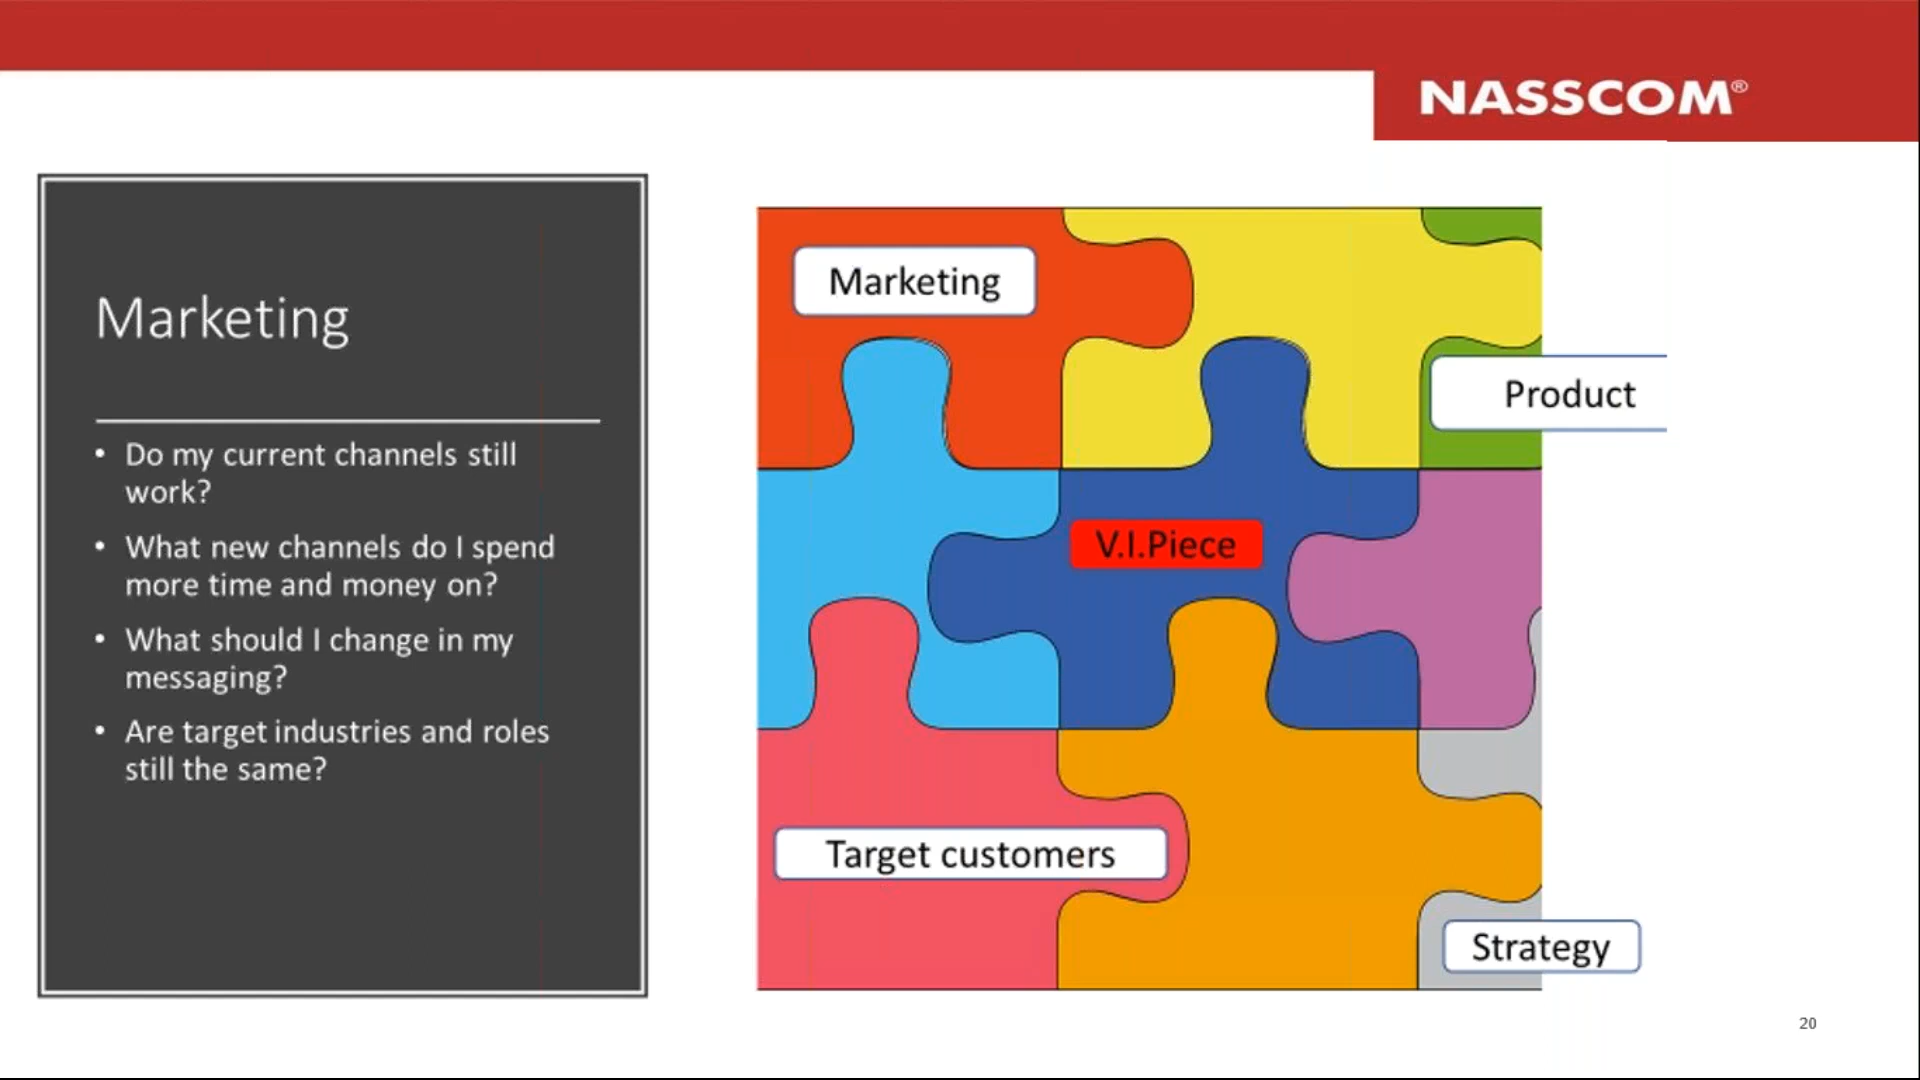 NASSCOM®
Marketing
• Do my current channels still
work?
• What new channels do I spend
more time and money on?
• What should I change in my
messaging?
• Are target industries and roles
still the same?
Marketing
Product
V.I.Piece
Target customers
Strategy
20